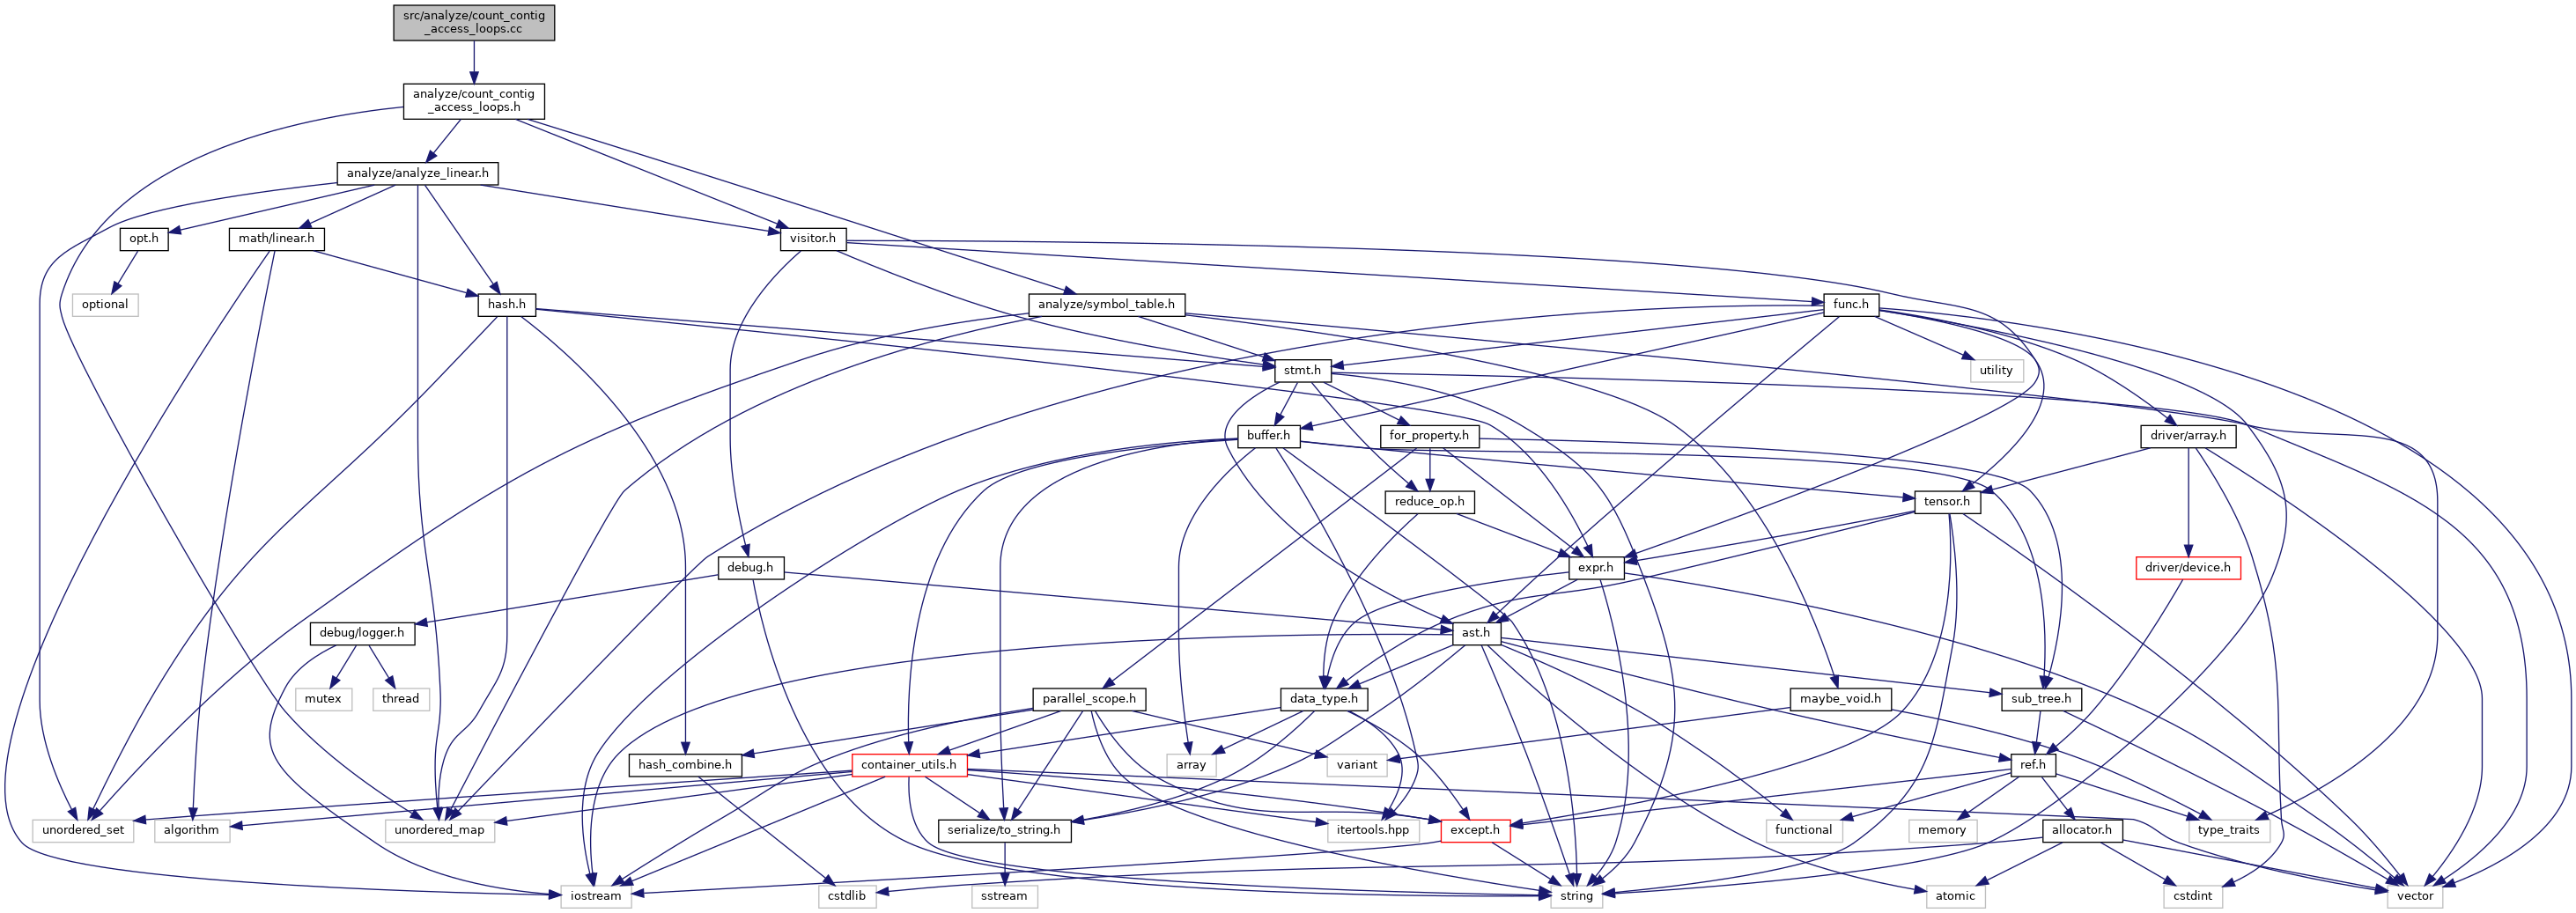 src/analyze/count_contig
_access_loops.cc
analyze/count_contig
_access_loops.h
analyze/analyze_linear.h
opt.h
math/linear.h
visitor.h
optional
hash.h
analyze/symbol_table.h
func.h
stmt.h
utility
buffer.h
for_property.h
driver/array.h
reduce_op.h
tensor.h
debug.h
expr.h
driver/device.h
debug/logger.h
ast.h
mutex
thread
parallel_scope.h
data_type.h
maybe_void.h
sub_tree.h
hash_combine.h
container_utils.h
array
variant
ref.h
unordered_set
algorithm
unordered_map
serialize/to_string.h
itertools.hpp
except.h
functional
memory
allocator.h
type_traits
iostream
cstdlib
sstream
string
atomic
cstdint
vector